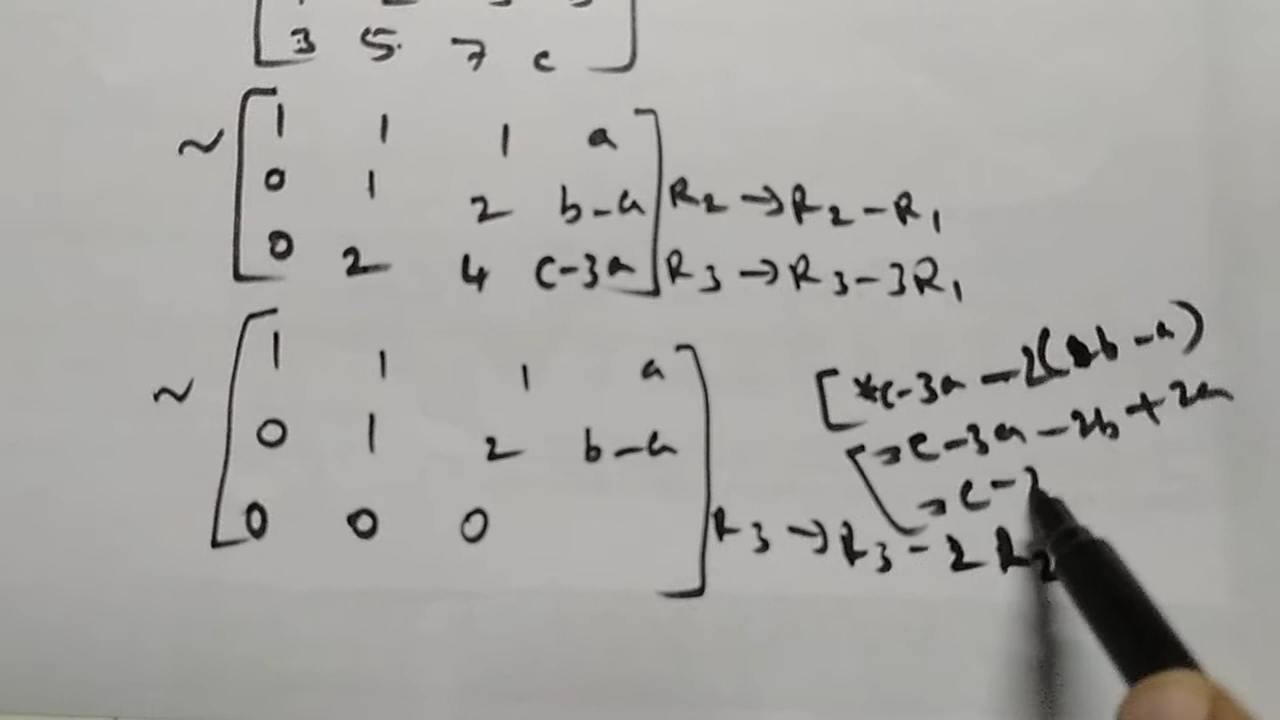 3 5 7 c
~ 1 1 1 a
0 1 2 b-a R2 → R2 - R1
0 2 4 c-3a R3 → R3 - 3R1
~ 1 1 1 a
0 1 2 b-a
0 0 0 R3 → R3 - 2R2
[*c-3a - 2(b-a)
→ c-3a-2b+2a
→ c-